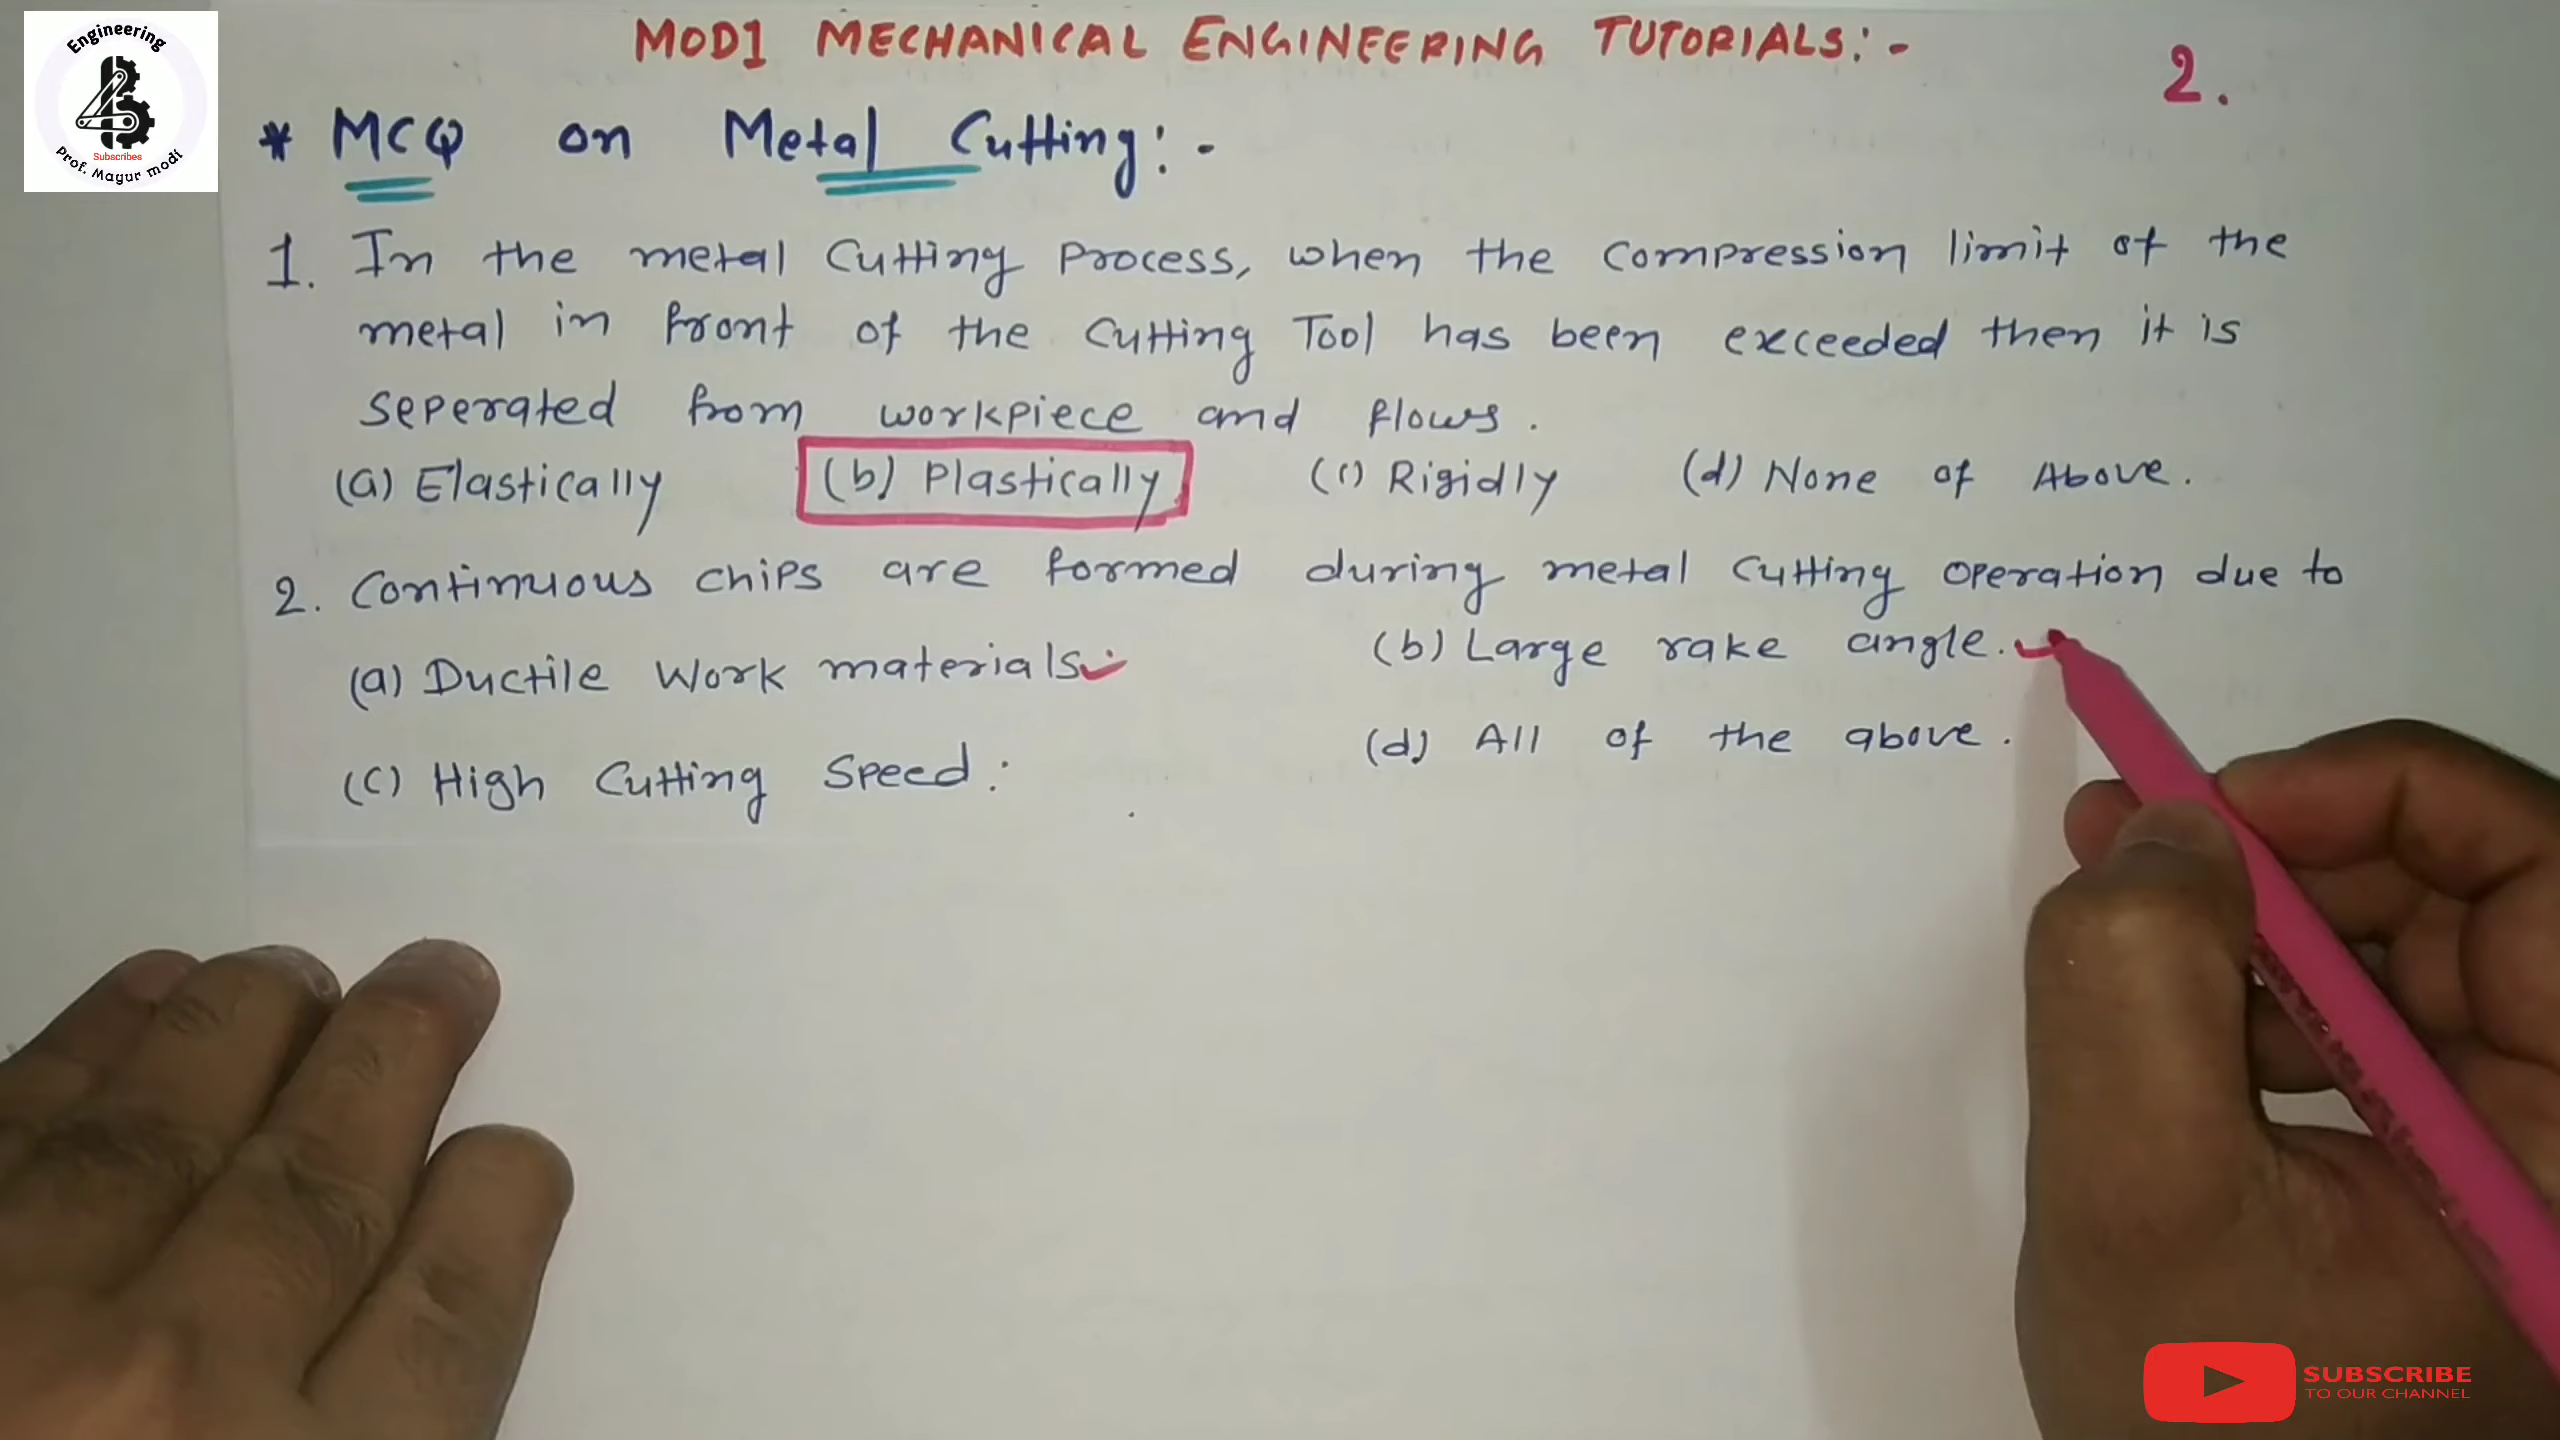 Engineering
Subscribes
Prof. Mayur modi
MODI MECHANICAL ENGINEERING TUTORIALS:-
2.
* MCQ on Metal Cutting:-
1. In the metal cutting process, when the compression limit of the
metal in front of the cutting Tool has been exceeded then it is
seperated from workpiece and flows.
(a) Elastically (b) Plastically (c) Rigidly (d) None of Above.
2. Continuous chips are formed during metal cutting operation due to
(a) Ductile Work materials (b) Large rake angle.
(c) High Cutting Speed: (d) All of the above.
SUBSCRIBE
TO OUR CHANNEL